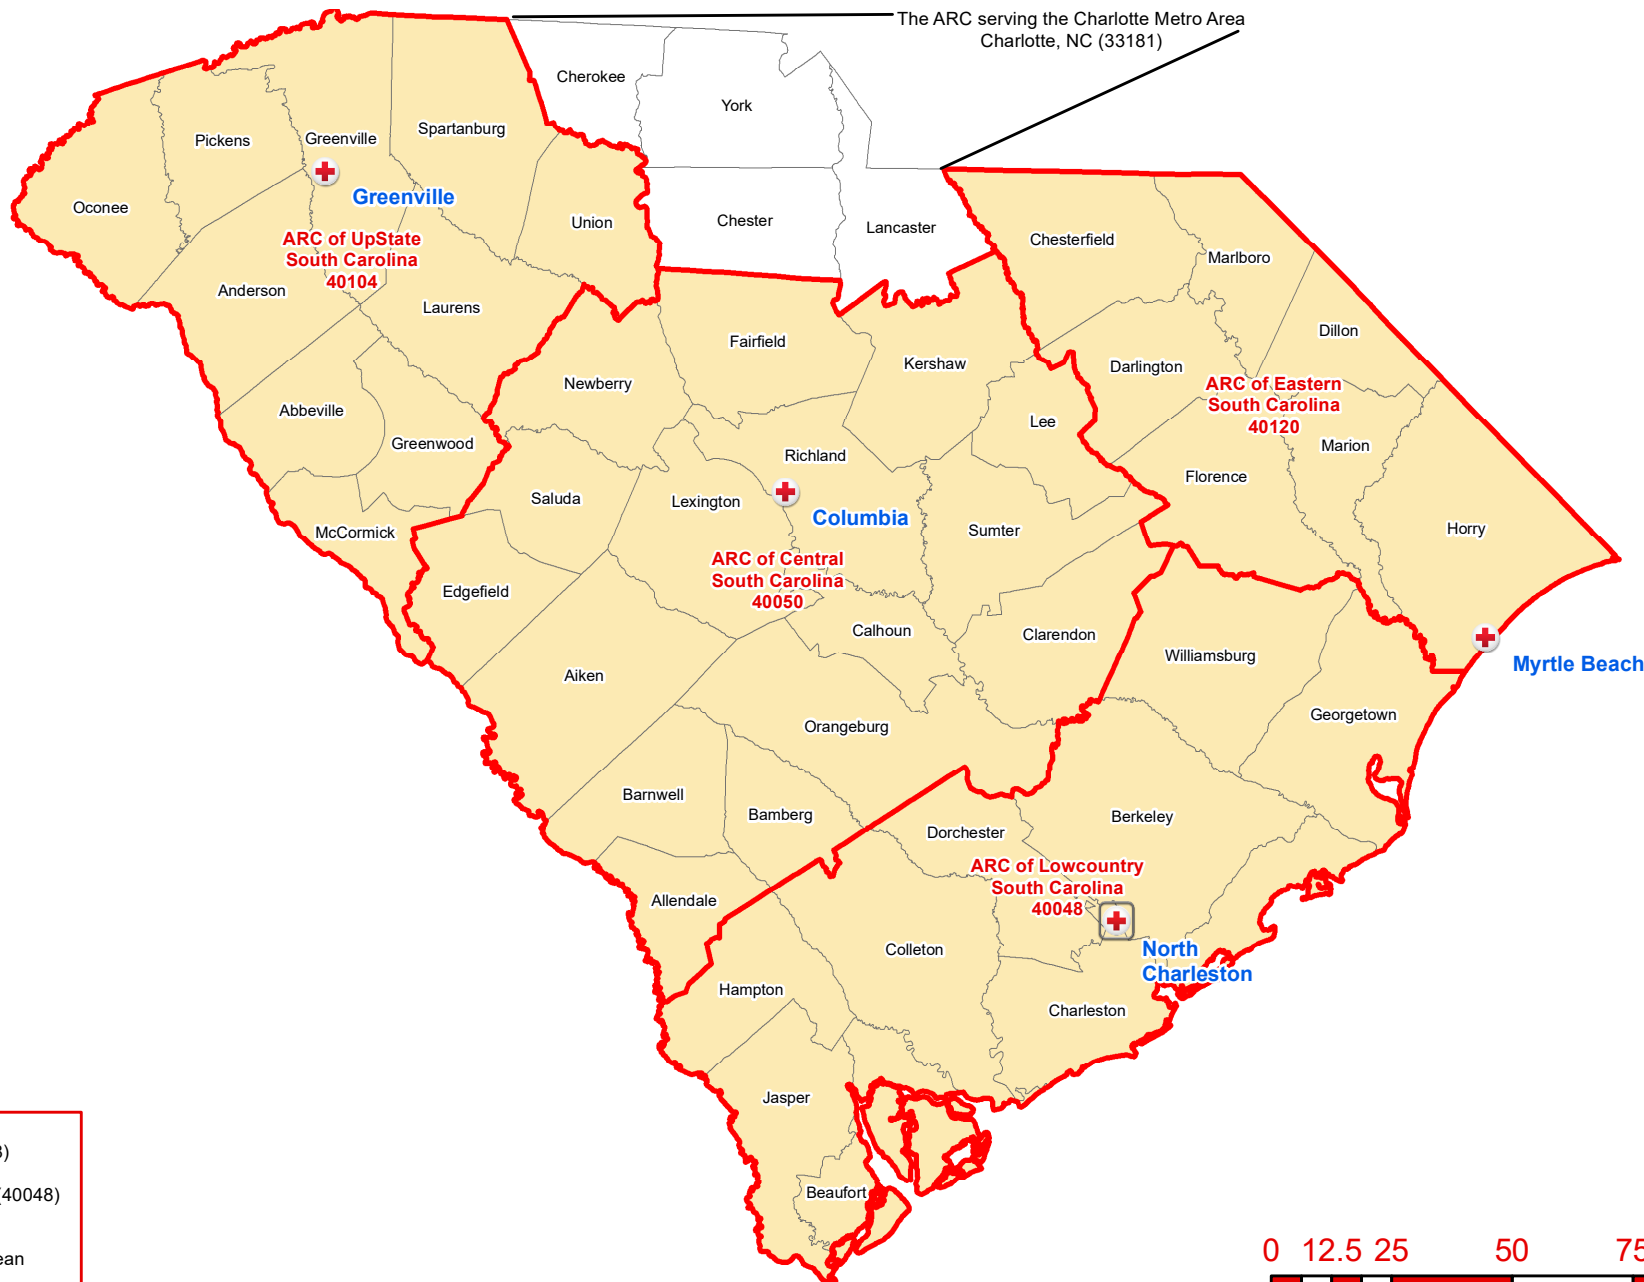 The ARC serving the Charlotte Metro Area
Charlotte, NC (33181)
Cherokee
York
Spartanburg
Greenville
Pickens
Greenville
Oconee
Union
Chester
Lancaster
Chesterfield
ARC of UpState
South Carolina
40104
Marlboro
Anderson
Laurens
Dillon
Fairfield
Kershaw
Darlington
Newberry
ARC of Eastern
South Carolina
40120
Abbeville
Lee
Greenwood
Marion
Richland
Florence
Saluda
Lexington
Columbia
McCormick
Sumter
Horry
ARC of Central
South Carolina
40050
Edgefield
Calhoun
Clarendon
Williamsburg
Myrtle Beach
Aiken
Georgetown
Orangeburg
Barnwell
Bamberg
Berkeley
Dorchester
ARC of Lowcountry
South Carolina
40048
Allendale
Colleton
North
Charleston
Hampton
Charleston
Jasper
Beaufort
(40048)
0 12.5 25 50 75